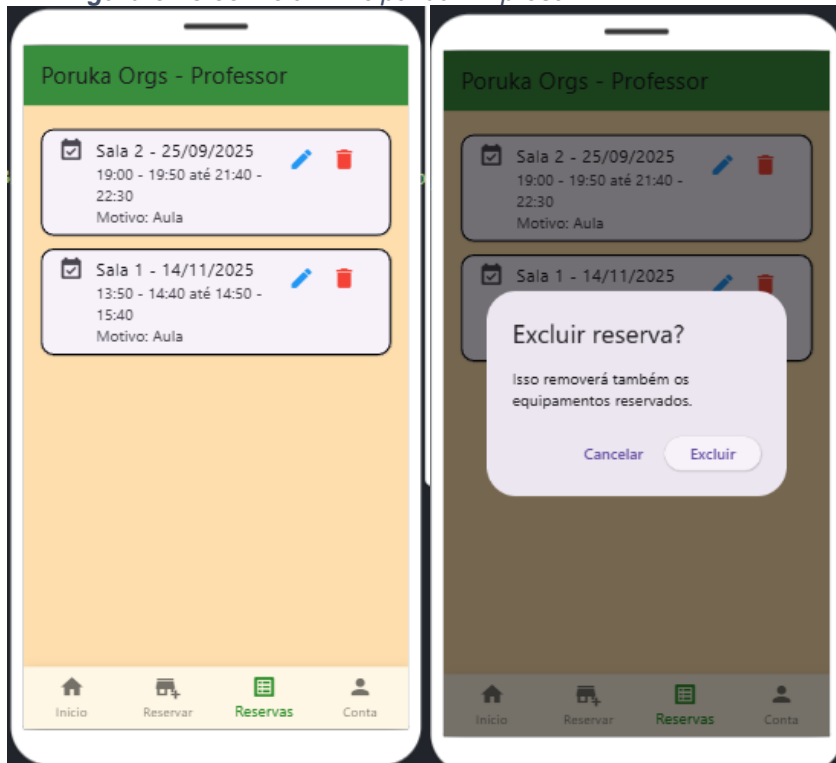 Poruka Orgs - Professor
Sala 2 - 25/09/2025
19:00 - 19:50 até 21:40 -
22:30
Motivo: Aula
Sala 1 - 14/11/2025
13:50 - 14:40 até 14:50 -
15:40
Motivo: Aula
Início
Reservar
Reservas
Conta
Poruka Orgs - Professor
Sala 2 - 25/09/2025
19:00 - 19:50 até 21:40 -
22:30
Motivo: Aula
Sala 1 - 14/11/2025
Excluir reserva?
Isso removerá também os
equipamentos reservados.
Cancelar
Excluir
Início
Reservar
Reservas
Conta